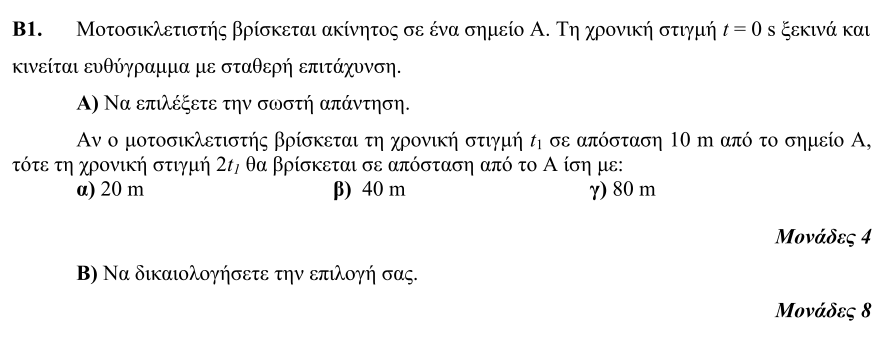 B1. Μοτοσικλετιστής βρίσκεται ακίνητος σε ένα σημείο Α. Τη χρονική στιγμή t = 0 s ξεκινά και
κινείται ευθύγραμμα με σταθερή επιτάχυνση.
Α) Να επιλέξετε την σωστή απάντηση.
Αν ο μοτοσικλετιστής βρίσκεται τη χρονική στιγμή t₁ σε απόσταση 10 m από το σημείο Α,
τότε τη χρονική στιγμή 2t₁ θα βρίσκεται σε απόσταση από το Α ίση με:
α) 20 m β) 40 m γ) 80 m
Μονάδες 4
Β) Να δικαιολογήσετε την επιλογή σας.
Μονάδες 8